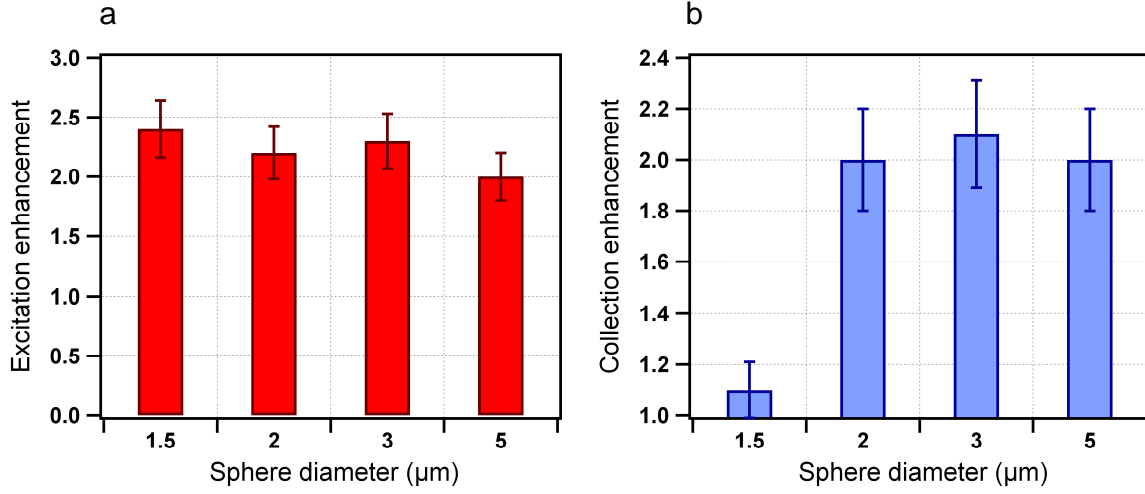 a
Excitation enhancement
3.0
2.5
2.0
1.5
1.0
0.5
0.0
1.5 2 3 5
Sphere diameter (µm)
b
Collection enhancement
2.4
2.2
2.0
1.8
1.6
1.4
1.2
1.0
1.5 2 3 5
Sphere diameter (µm)